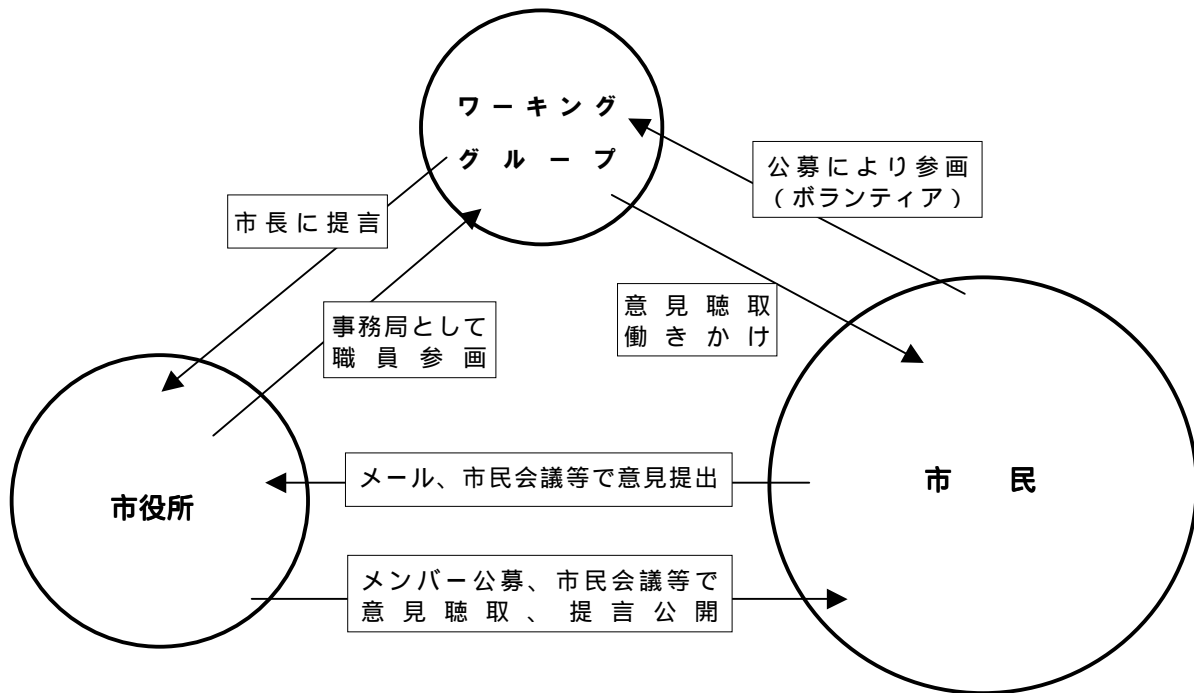 ワーキング
グループ
公募により参画
(ボランティア)
市長に提言
意見聴取
働きかけ
事務局として
職員参画
メール、市民会議等で意見提出
市民
市役所
メンバー公募、市民会議等で
意見聴取、提言公開